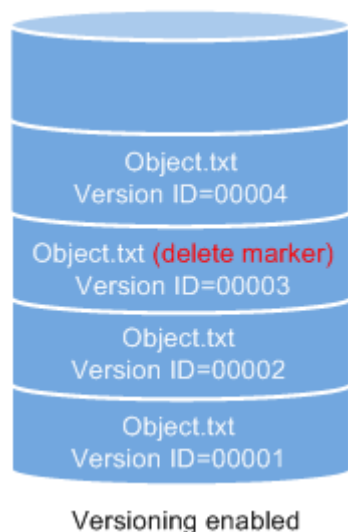 Object.txt
Version ID=00004
Object.txt (delete marker)
Version ID=00003
Object.txt
Version ID=00002
Object.txt
Version ID=00001
Versioning enabled